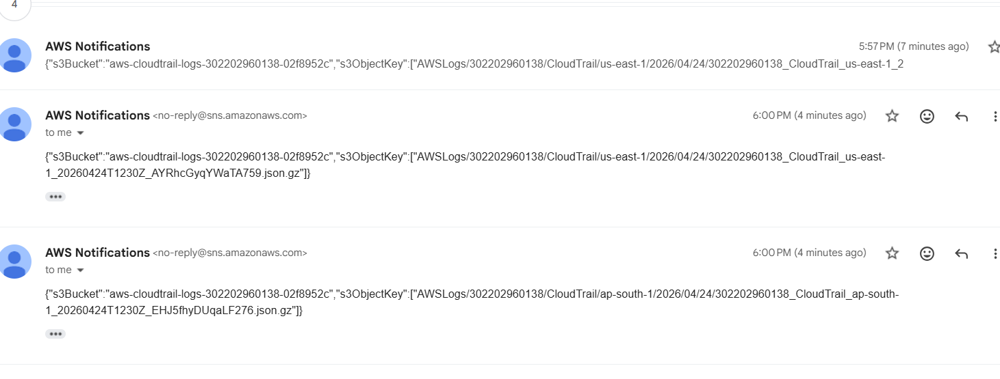 4
AWS Notifications
5:57 PM (7 minutes ago)
{"s3Bucket":"aws-cloudtrail-logs-302202960138-02f8952c","s3ObjectKey":["AWSLogs/302202960138/CloudTrail/us-east-1/2026/04/24/302202960138_CloudTrail_us-east-1_2
AWS Notifications <no-reply@sns.amazonaws.com>
6:00 PM (4 minutes ago)
to me
{"s3Bucket":"aws-cloudtrail-logs-302202960138-02f8952c","s3ObjectKey":["AWSLogs/302202960138/CloudTrail/us-east-1/2026/04/24/302202960138_CloudTrail_us-east-
1_20260424T1230Z_AYRhcGyqYWaTA759.json.gz"]}
AWS Notifications <no-reply@sns.amazonaws.com>
6:00 PM (4 minutes ago)
to me
{"s3Bucket":"aws-cloudtrail-logs-302202960138-02f8952c","s3ObjectKey":["AWSLogs/302202960138/CloudTrail/ap-south-1/2026/04/24/302202960138_CloudTrail_ap-south-
1_20260424T1230Z_EHJ5fhyDUqaLF276.json.gz"]}